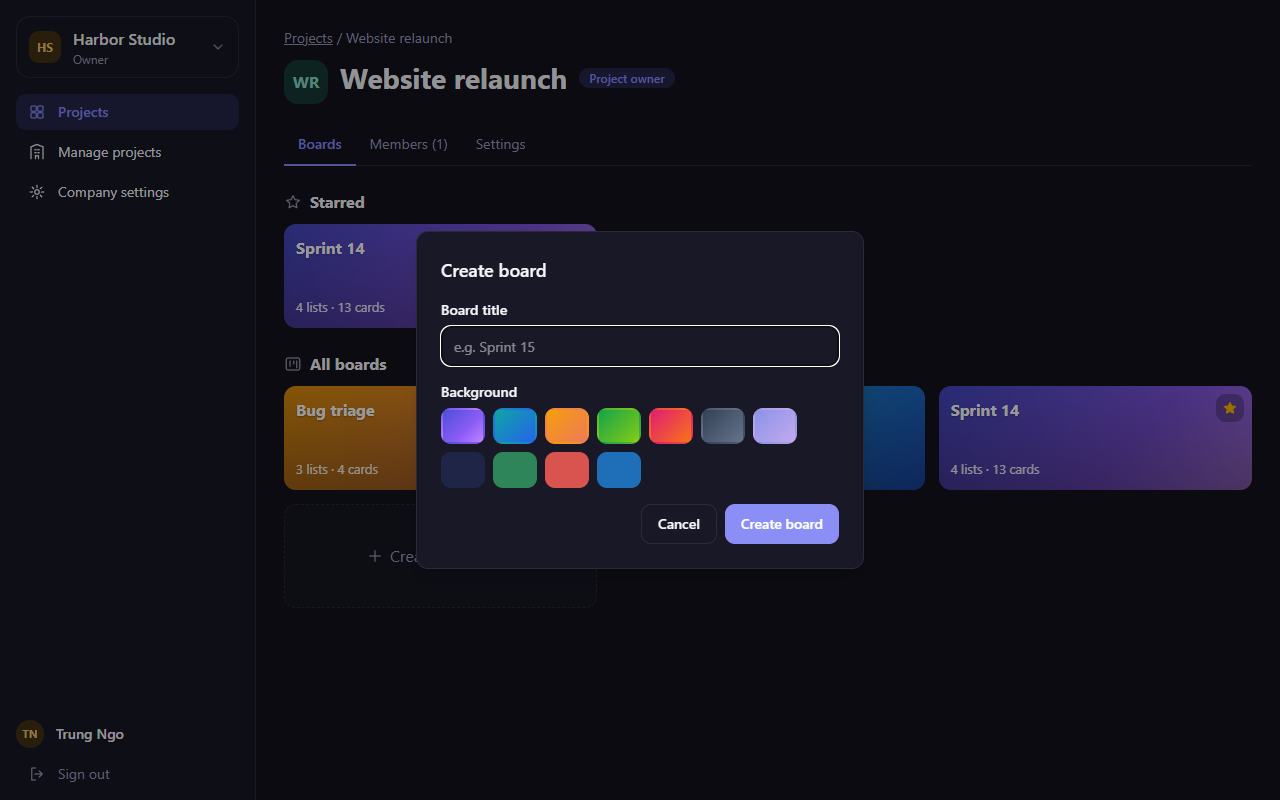 HS
Harbor Studio
Owner
Projects
Manage projects
Company settings
TN
Trung Ngo
Sign out
Projects / Website relaunch
WR
Website relaunch
Project owner
Boards
Members (1)
Settings
Starred
Sprint 14
4 lists · 13 cards
All boards
Bug triage
3 lists · 4 cards
Sprint 14
4 lists · 13 cards
Create board
Board title
e.g. Sprint 15
Background
Cancel
Create board